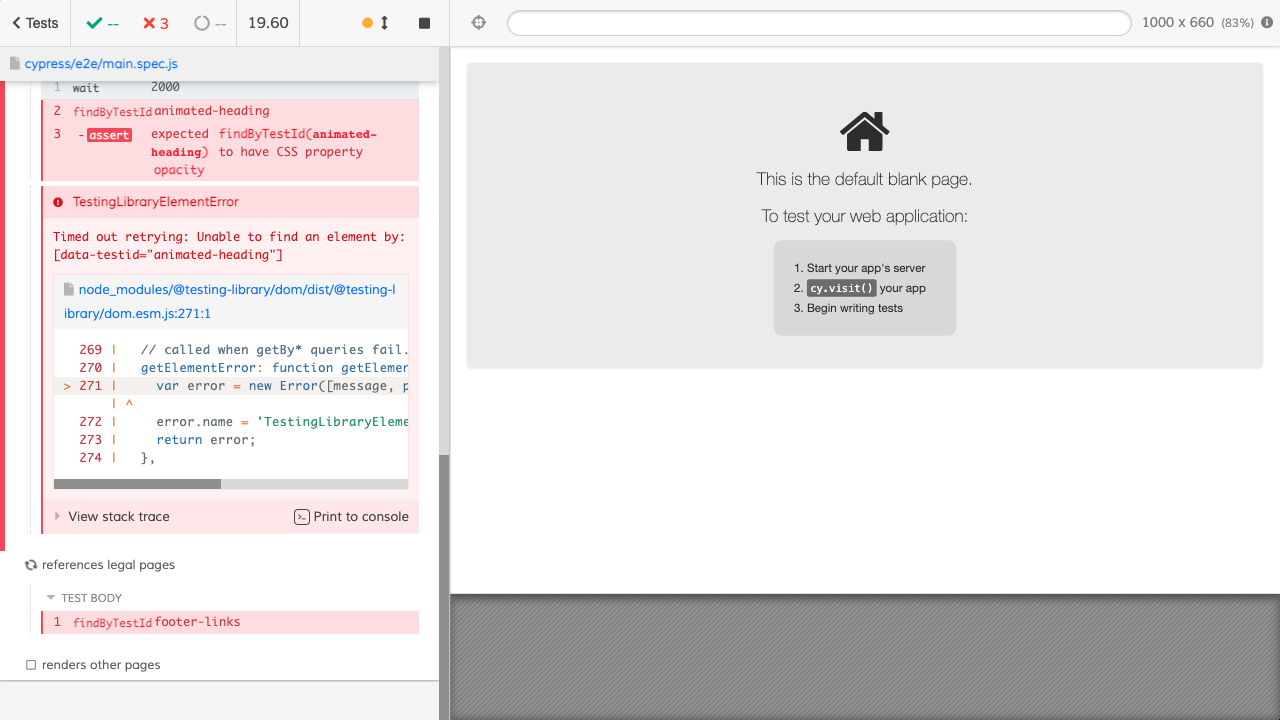 Tests
--
3
--
19.60
1000 x 660 (83%)
cypress/e2e/main.spec.js
1 wait 2000
2 findByTestId animated-heading
3 -assert expected findByTestId(animated-
heading) to have CSS property
opacity
TestingLibraryElementError
Timed out retrying: Unable to find an element by:
[data-testid="animated-heading"]
node_modules/@testing-library/dom/dist/@testing-l
ibrary/dom.esm.js:271:1
269 | // called when getBy* queries fail.
270 | getElementError: function getElemen
> 271 | var error = new Error([message, p
| ^
272 | error.name = 'TestingLibraryEleme
273 | return error;
274 | },
View stack trace
Print to console
references legal pages
TEST BODY
1 findByTestId footer-links
renders other pages
This is the default blank page.
To test your web application:
1. Start your app's server
2. cy.visit() your app
3. Begin writing tests